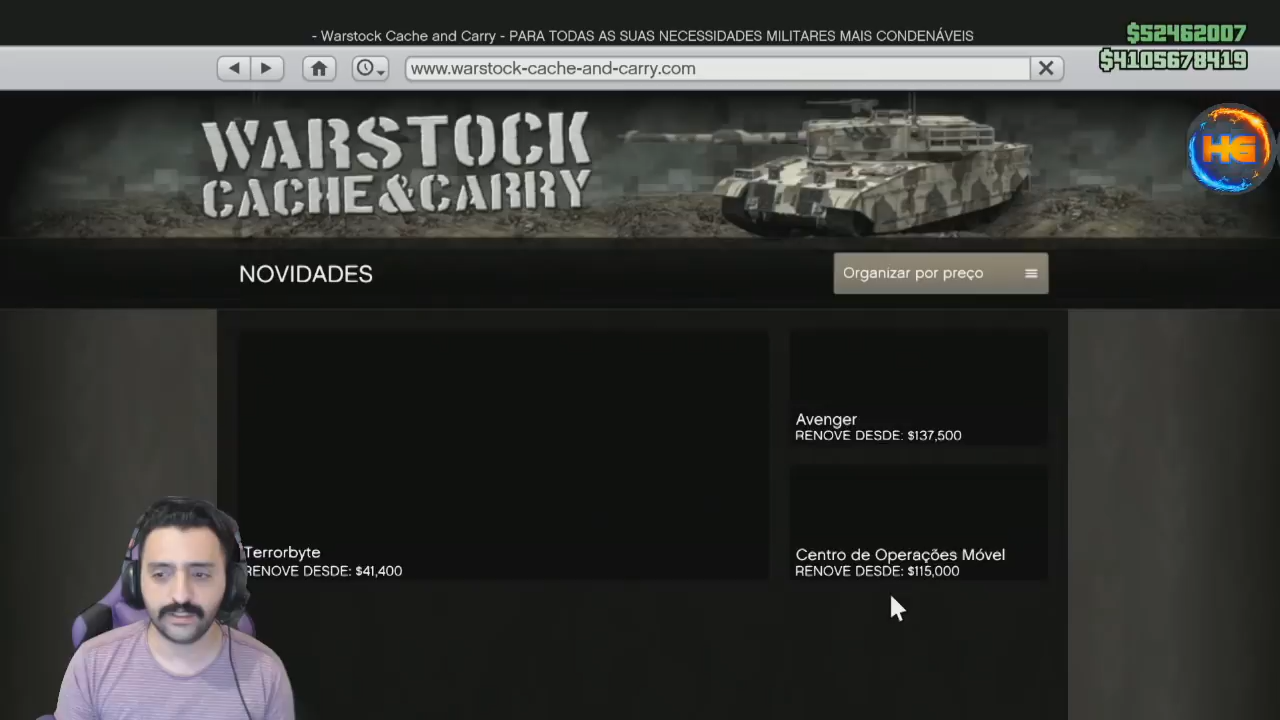 - Warstock Cache and Carry - PARA TODAS AS SUAS NECESSIDADES MILITARES MAIS CONDENÁVEIS
$52462007
$4105678419
www.warstock-cache-and-carry.com
WARSTOCK
CACHE&CARRY
HG
NOVIDADES
Organizar por preço
Avenger
RENOVE DESDE: $137,500
Terrorbyte
RENOVE DESDE: $41,400
Centro de Operações Móvel
RENOVE DESDE: $115,000